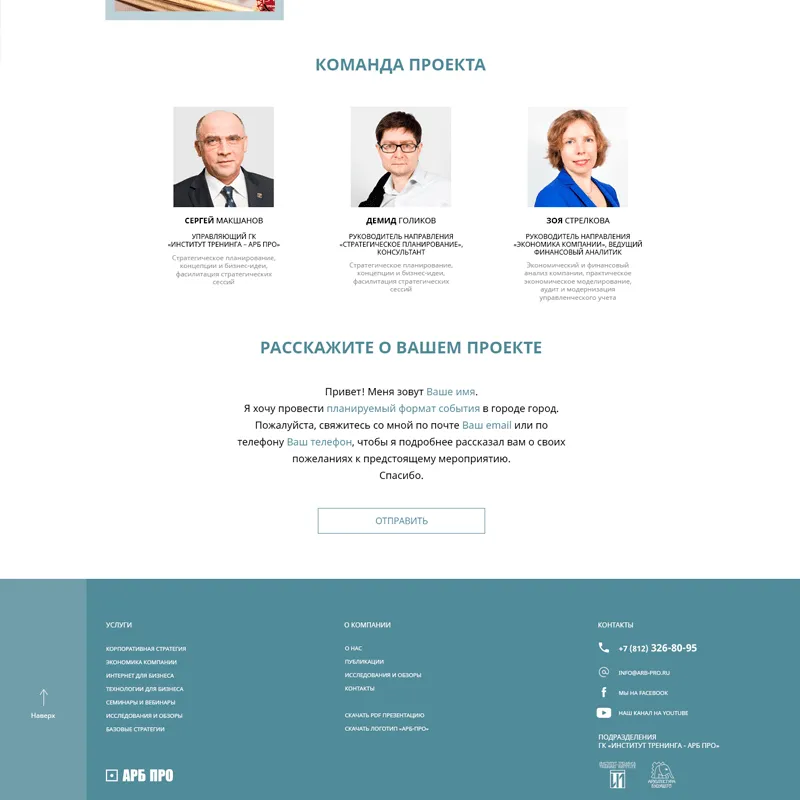 КОМАНДА ПРОЕКТА
СЕРГЕЙ МАКШАНОВ
УПРАВЛЯЮЩИЙ ГК
«ИНСТИТУТ ТРЕНИНГА - АРБ ПРО»
Стратегическое планирование,
концепции и бизнес-идеи,
фасилитация стратегических
сессий
ДЕМИД ГОЛИКОВ
РУКОВОДИТЕЛЬ НАПРАВЛЕНИЯ
«СТРАТЕГИЧЕСКОЕ ПЛАНИРОВАНИЕ»,
КОНСУЛЬТАНТ
Стратегическое планирование,
концепции и бизнес-идеи,
фасилитация стратегических
сессий
ЗОЯ СТРЕЛКОВА
РУКОВОДИТЕЛЬ НАПРАВЛЕНИЯ
«ЭКОНОМИКА КОМПАНИИ», ВЕДУЩИЙ
ФИНАНСОВЫЙ АНАЛИТИК
Экономический и финансовый
анализ компании, практическое
экономическое моделирование,
аудит и модернизация
управленческого учета
РАССКАЖИТЕ О ВАШЕМ ПРОЕКТЕ
Привет! Меня зовут Ваше имя.
Я хочу провести планируемый формат события в городе город.
Пожалуйста, свяжитесь со мной по почте Ваш email или по
телефону Ваш телефон, чтобы я подробнее рассказал вам о своих
пожеланиях к предстоящему мероприятию.
Спасибо.
ОТПРАВИТЬ
Наверх
УСЛУГИ
КОРПОРАТИВНАЯ СТРАТЕГИЯ
ЭКОНОМИКА КОМПАНИИ
ИНТЕРНЕТ ДЛЯ БИЗНЕСА
ТЕХНОЛОГИИ ДЛЯ БИЗНЕСА
СЕМИНАРЫ И ВЕБИНАРЫ
ИССЛЕДОВАНИЯ И ОБЗОРЫ
БАЗОВЫЕ СТРАТЕГИИ
АРБ ПРО
О КОМПАНИИ
О НАС
ПУБЛИКАЦИИ
ИССЛЕДОВАНИЯ И ОБЗОРЫ
КОНТАКТЫ
СКАЧАТЬ PDF ПРЕЗЕНТАЦИЮ
СКАЧАТЬ ЛОГОТИП «АРБ-ПРО»
КОНТАКТЫ
+7 (812) 326-80-95
INFO@ARB-PRO.RU
МЫ НА FACEBOOK
НАШ КАНАЛ НА YOUTUBE
ПОДРАЗДЕЛЕНИЯ
ГК «ИНСТИТУТ ТРЕНИНГА - АРБ ПРО»